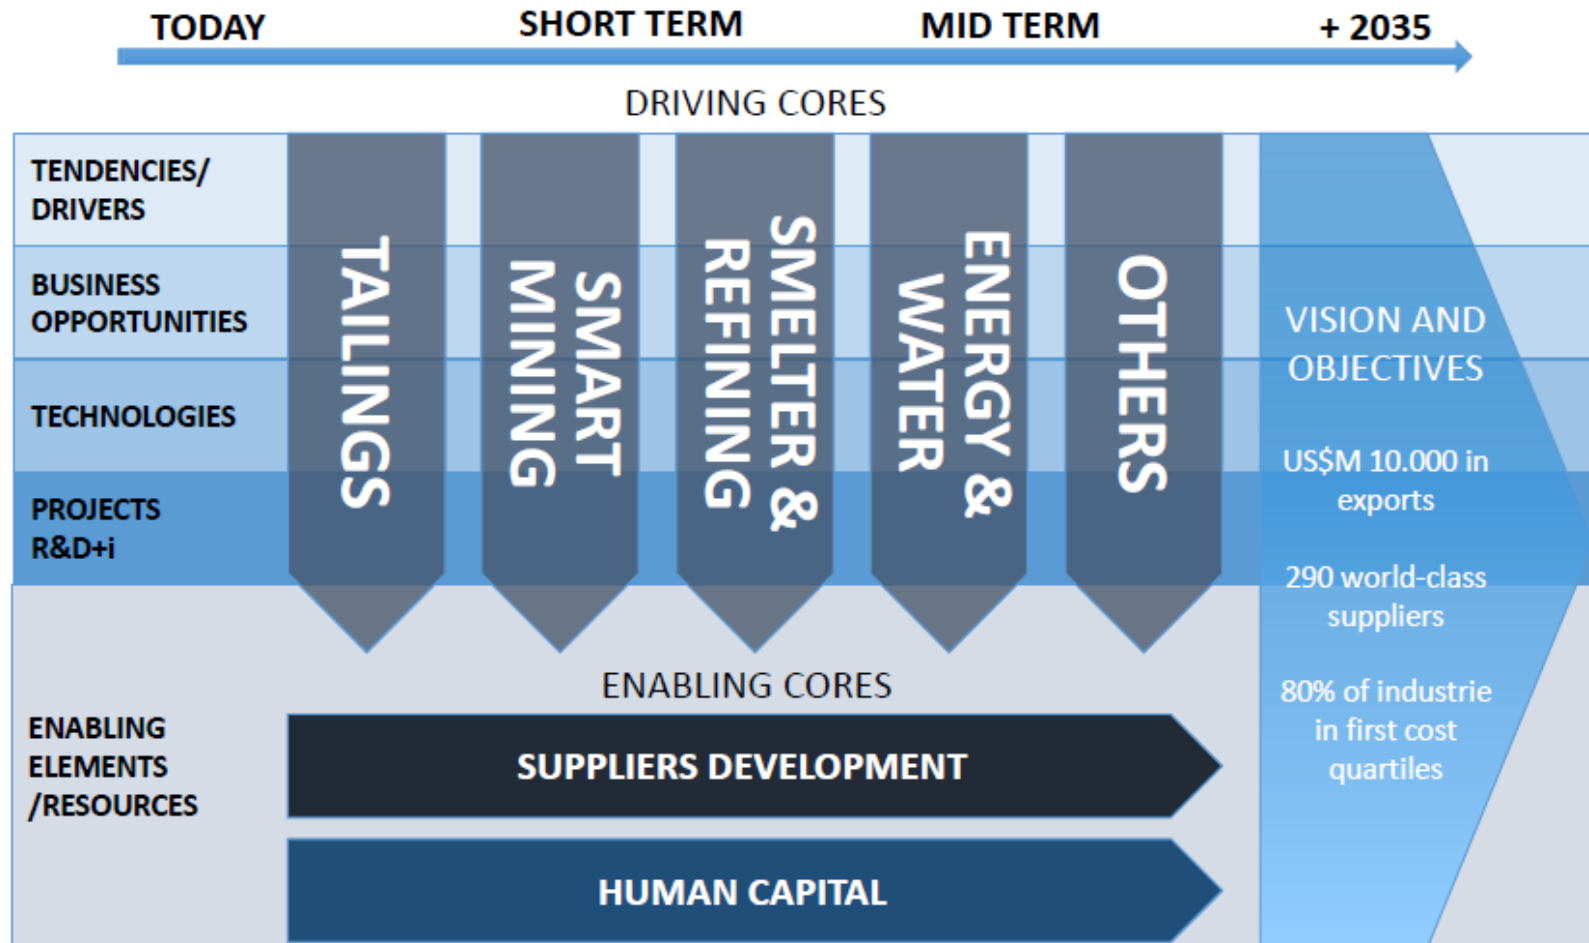 TODAY
SHORT TERM
MID TERM
+ 2035
DRIVING CORES
TENDENCIES/
DRIVERS
BUSINESS
OPPORTUNITIES
TECHNOLOGIES
PROJECTS
R&D+i
TAILINGS
SMART
MINING
SMELTER &
REFINING
ENERGY &
WATER
OTHERS
VISION AND
OBJECTIVES
US$M 10.000 in
exports
290 world-class
suppliers
80% of industrie
in first cost
quartiles
ENABLING CORES
ENABLING
ELEMENTS
/RESOURCES
SUPPLIERS DEVELOPMENT
HUMAN CAPITAL